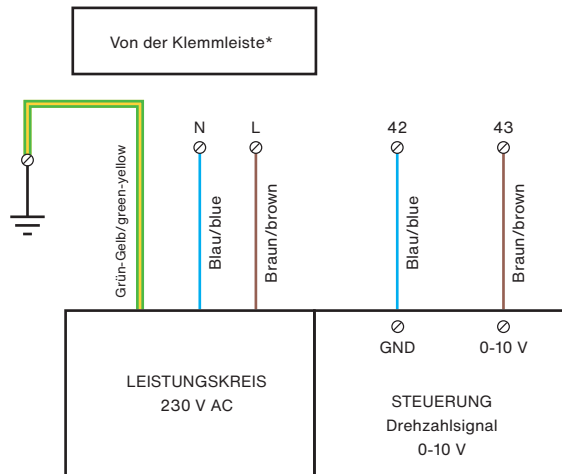 Von der Klemmleiste*
N
L
42
43
Grün-Gelb/green-yellow
Blau/blue
Braun/brown
Blau/blue
Braun/brown
GND
0-10 V
LEISTUNGSKREIS
230 V AC
STEUERUNG
Drehzahlsignal
0-10 V